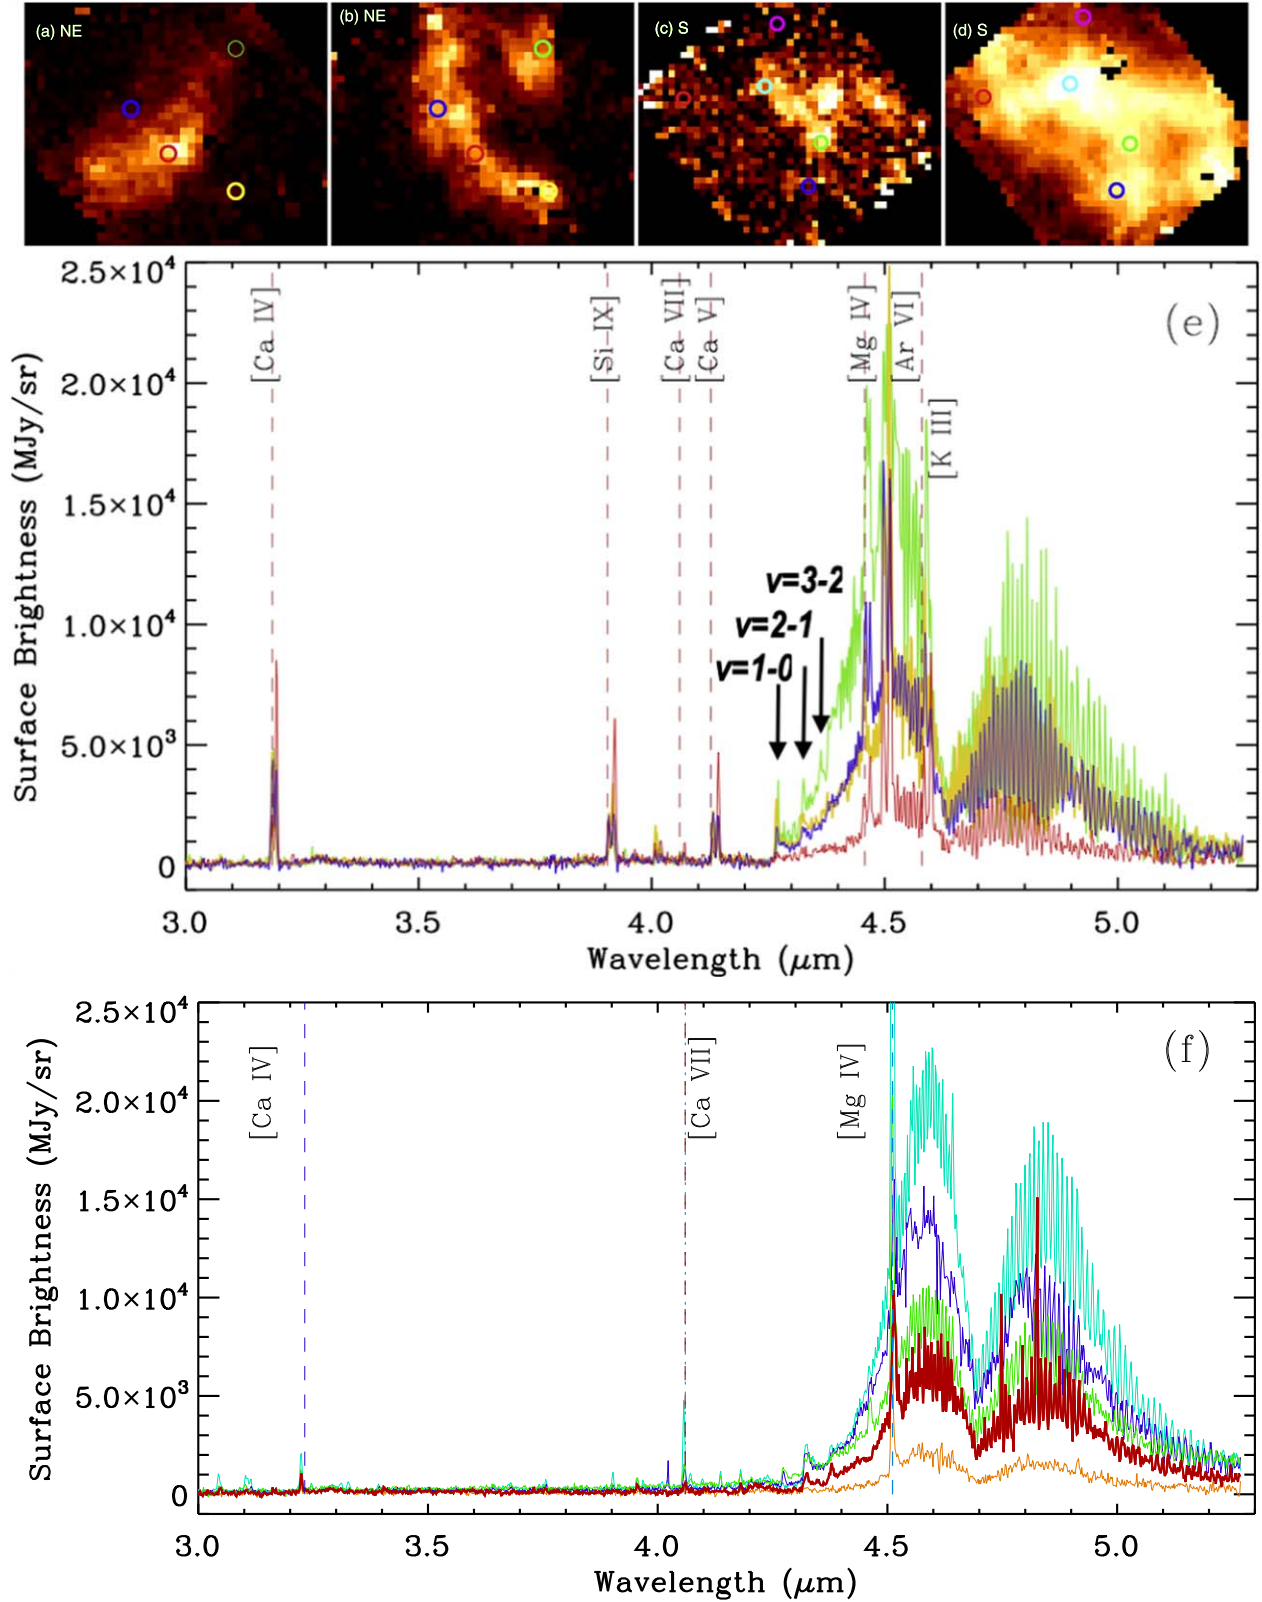 (a) NE
(b) NE
(c) S
(d) S
2.5×10⁴
2.0×10⁴
1.5×10⁴
1.0×10⁴
5.0×10³
0
Surface Brightness (MJy/sr)
[Ca IV]
[Si IX]
[Ca VII]
[Ca V]
[Mg IV]
[Ar VI]
[K III]
(e)
v=3-2
v=2-1
v=1-0
3.0 3.5 4.0 4.5 5.0
Wavelength (μm)
2.5×10⁴
2.0×10⁴
1.5×10⁴
1.0×10⁴
5.0×10³
0
Surface Brightness (MJy/sr)
[Ca IV]
[Ca VII]
[Mg IV]
(f)
3.0 3.5 4.0 4.5 5.0
Wavelength (μm)